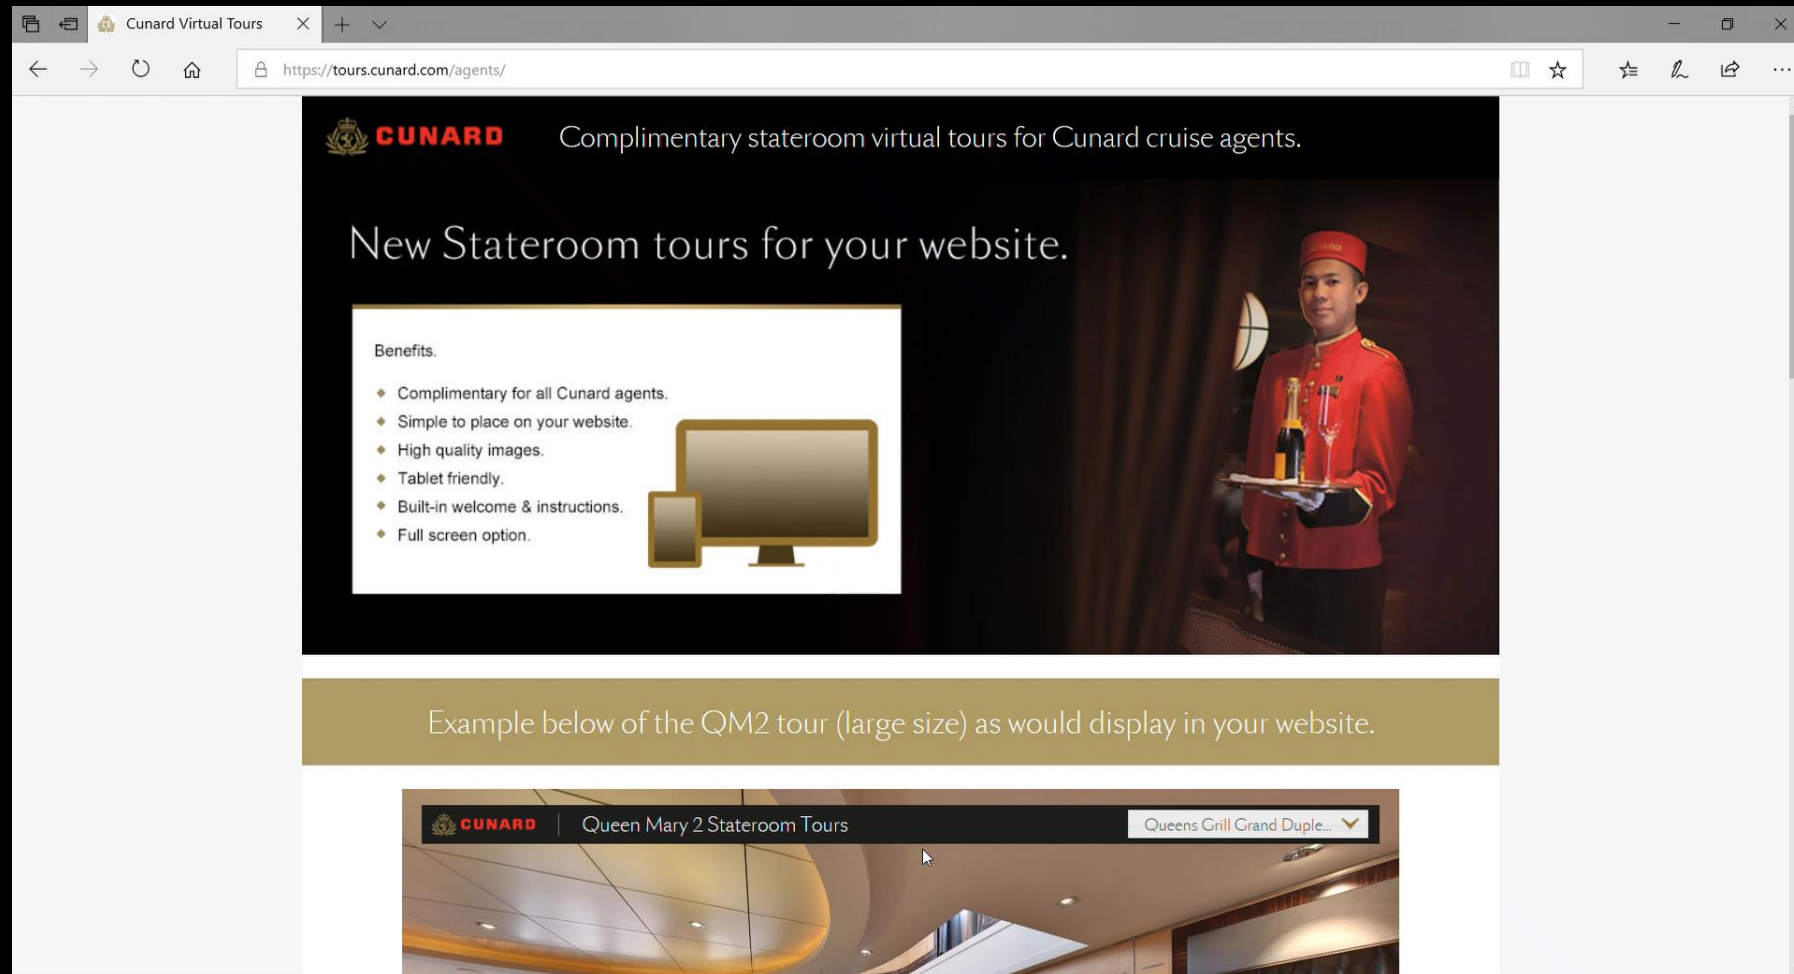 Cunard Virtual Tours
https://tours.cunard.com/agents/
CUNARD
Complimentary stateroom virtual tours for Cunard cruise agents.
New Stateroom tours for your website.
CUNARD
Benefits.
Complimentary for all Cunard agents.
Simple to place on your website.
High quality images.
Tablet friendly.
Built-in welcome & instructions.
Full screen option.
Example below of the QM2 tour (large size) as would display in your website.
CUNARD
Queen Mary 2 Stateroom Tours
Queens Grill Grand Duple...